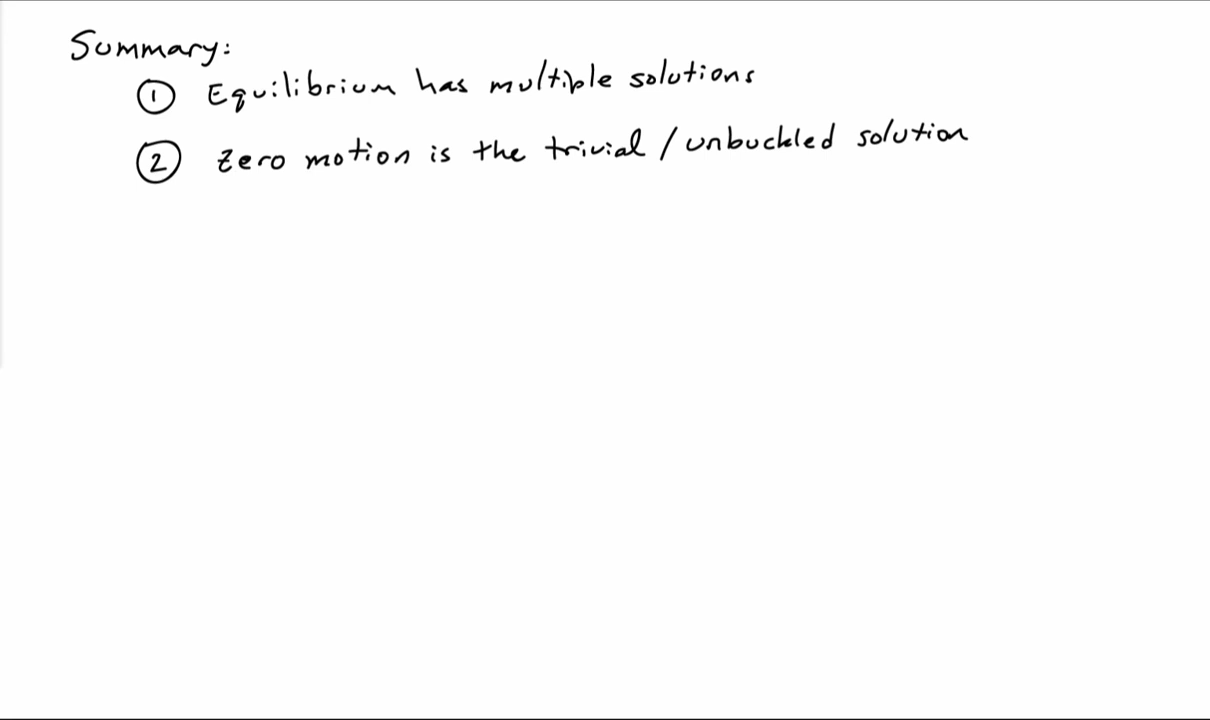 Summary:
① Equilibrium has multiple solutions
② Zero motion is the trivial / unbuckled solution